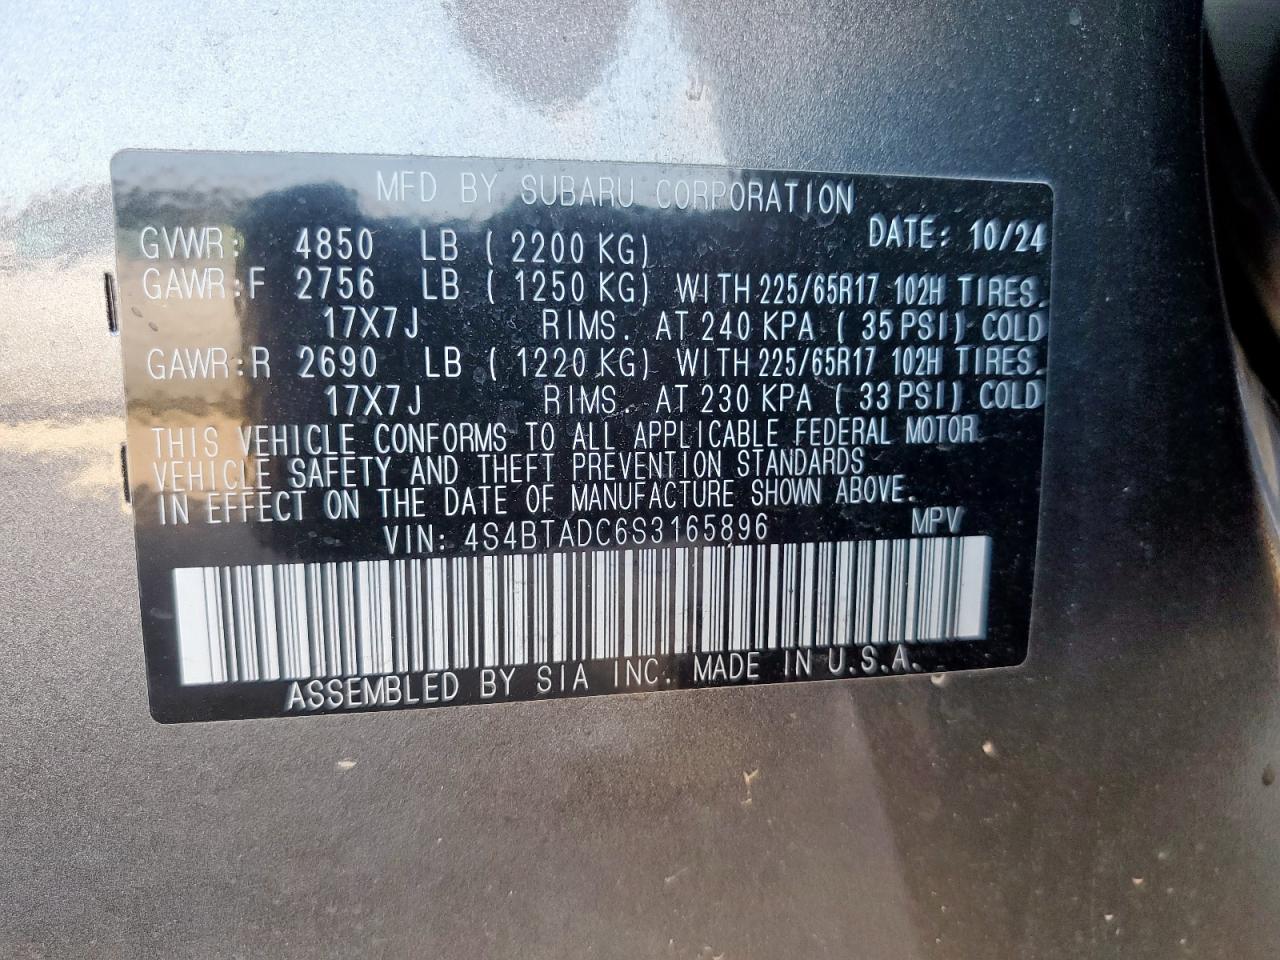 MFD BY SUBARU CORPORATION
GVWR: 4850 LB ( 2200 KG) DATE: 10/24
GAWR:F 2756 LB ( 1250 KG) WITH 225/65R17 102H TIRES.
17X7J RIMS. AT 240 KPA ( 35 PSI) COLD
GAWR:R 2690 LB ( 1220 KG) WITH 225/65R17 102H TIRES.
17X7J RIMS. AT 230 KPA ( 33 PSI) COLD
THIS VEHICLE CONFORMS TO ALL APPLICABLE FEDERAL MOTOR
VEHICLE SAFETY AND THEFT PREVENTION STANDARDS
IN EFFECT ON THE DATE OF MANUFACTURE SHOWN ABOVE.
VIN: 4S4BTADC6S3165896 MPV
ASSEMBLED BY SIA INC. MADE IN U.S.A.